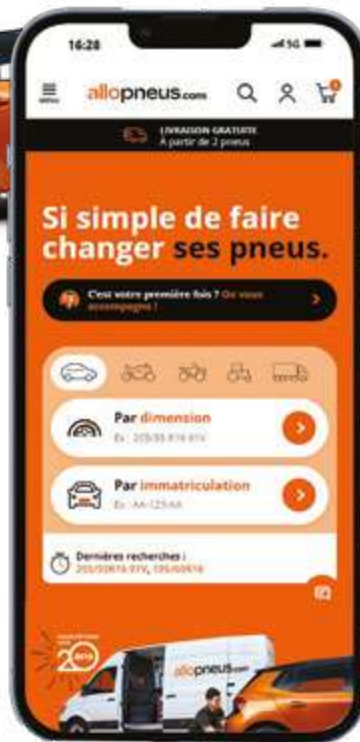 16:28
5G
MENU
allopneus.com
LIVRAISON GRATUITE
À partir de 2 pneus
Si simple de faire
changer ses pneus.
C'est votre première fois ? On vous
accompagne !
Par dimension
Ex : 205/55 R16 91V
Par immatriculation
Ex : AA-123-AA
Dernières recherches :
205/55R16 91V, 195/60R16
20 ANS
allopneus.com